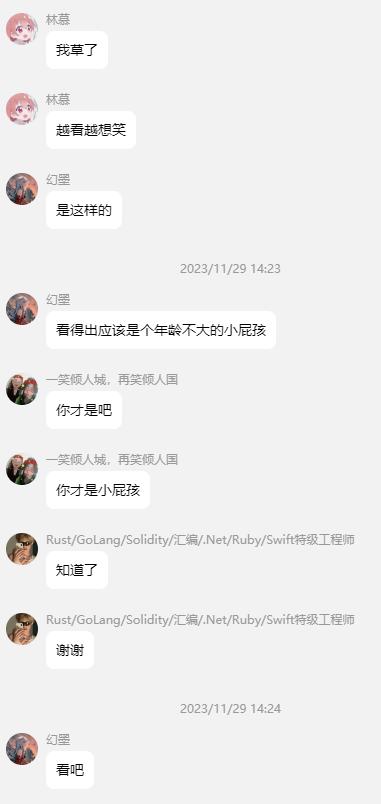 林慕
我草了
林慕
越看越想笑
幻墨
是这样的
2023/11/29 14:23
幻墨
看得出应该是个年龄不大的小屁孩
一笑倾人城，再笑倾人国
你才是吧
一笑倾人城，再笑倾人国
你才是小屁孩
Rust/GoLang/Solidity/汇编/.Net/Ruby/Swift特级工程师
知道了
Rust/GoLang/Solidity/汇编/.Net/Ruby/Swift特级工程师
谢谢
2023/11/29 14:24
幻墨
看吧